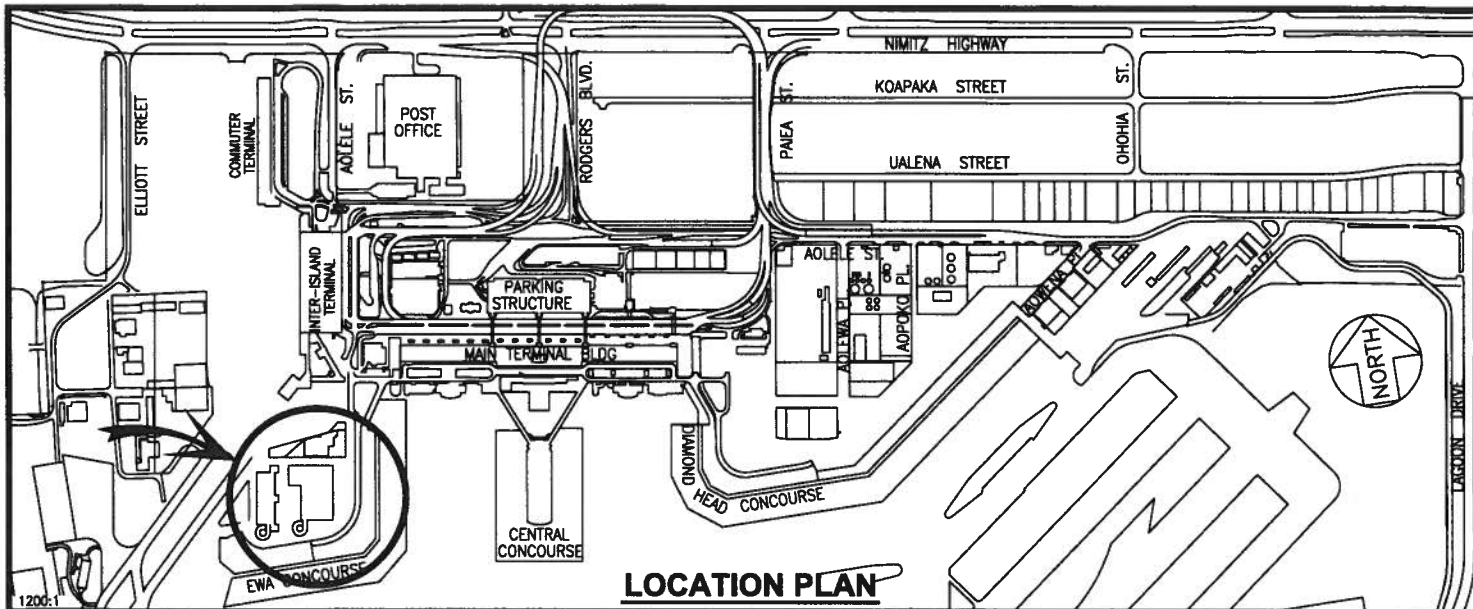 NIMITZ HIGHWAY
KOAPAKA STREET
UALENA STREET
ELLIOTT STREET
COMMUTER
TERMINAL
AOLELE ST.
POST
OFFICE
RODGERS BLVD.
PAIEA ST.
OHOHIA ST.
INTER-ISLAND
TERMINAL
PARKING
STRUCTURE
MAIN TERMINAL BLDG
AOLELE ST.
AOLEWA PL.
AOPOKO PL.
AOWENA PL.
NORTH
LAGOON DRIVE
DIAMOND
HEAD CONCOURSE
CENTRAL
CONCOURSE
EWA CONCOURSE
LOCATION PLAN
1200:1